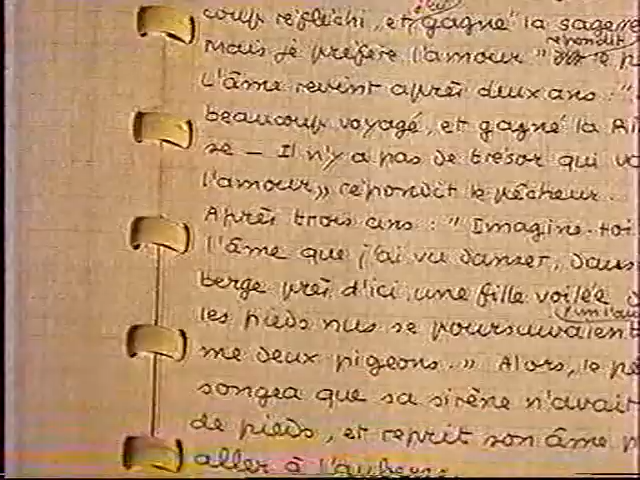 coup réfléchi, et gagné la sage
répondit
Mais je préfère l'amour"
L'âme revint après deux ans : "
beaucoup voyagé, et gagné la Ri
se — Il n'y a pas de trésor qui va
l'amour,, répondit le pêcheur.
Après trois ans : " Imagine-toi
l'âme que j'ai vu danser, dans
berge près d'ici, une fille voilée
les pieds nus se poursuivaient
me deux pigeons.,, Alors, le pê
songea que sa sirène n'avait
de pieds, et reprit son âme p
aller à l'auberge.